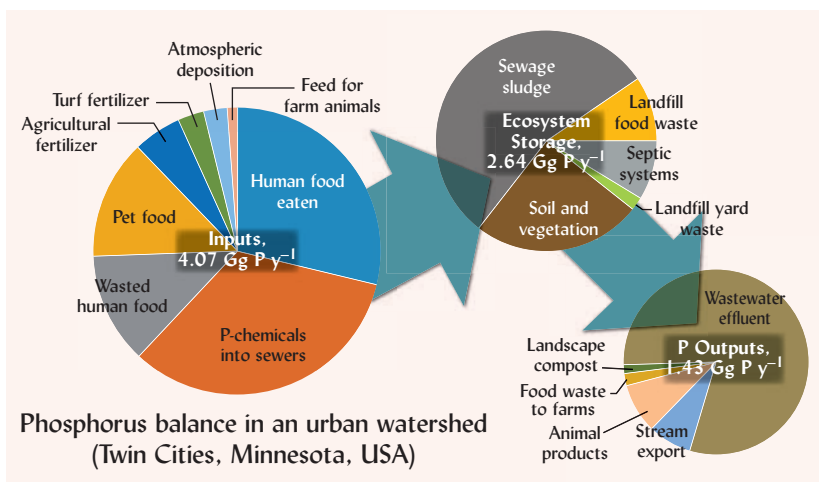 Atmospheric
deposition
Feed for
farm animals
Turf fertilizer
Agricultural
fertilizer
Human food
eaten
Pet food
Inputs,
4.07 Gg P y⁻¹
Wasted
human food
P-chemicals
into sewers
Sewage
sludge
Landfill
food waste
Ecosystem
Storage,
2.64 Gg P y⁻¹
Septic
systems
Soil and
vegetation
Landfill yard
waste
Wastewater
effluent
P Outputs,
1.43 Gg P y⁻¹
Landscape
compost
Food waste
to farms
Animal
products
Stream
export
Phosphorus balance in an urban watershed
(Twin Cities, Minnesota, USA)